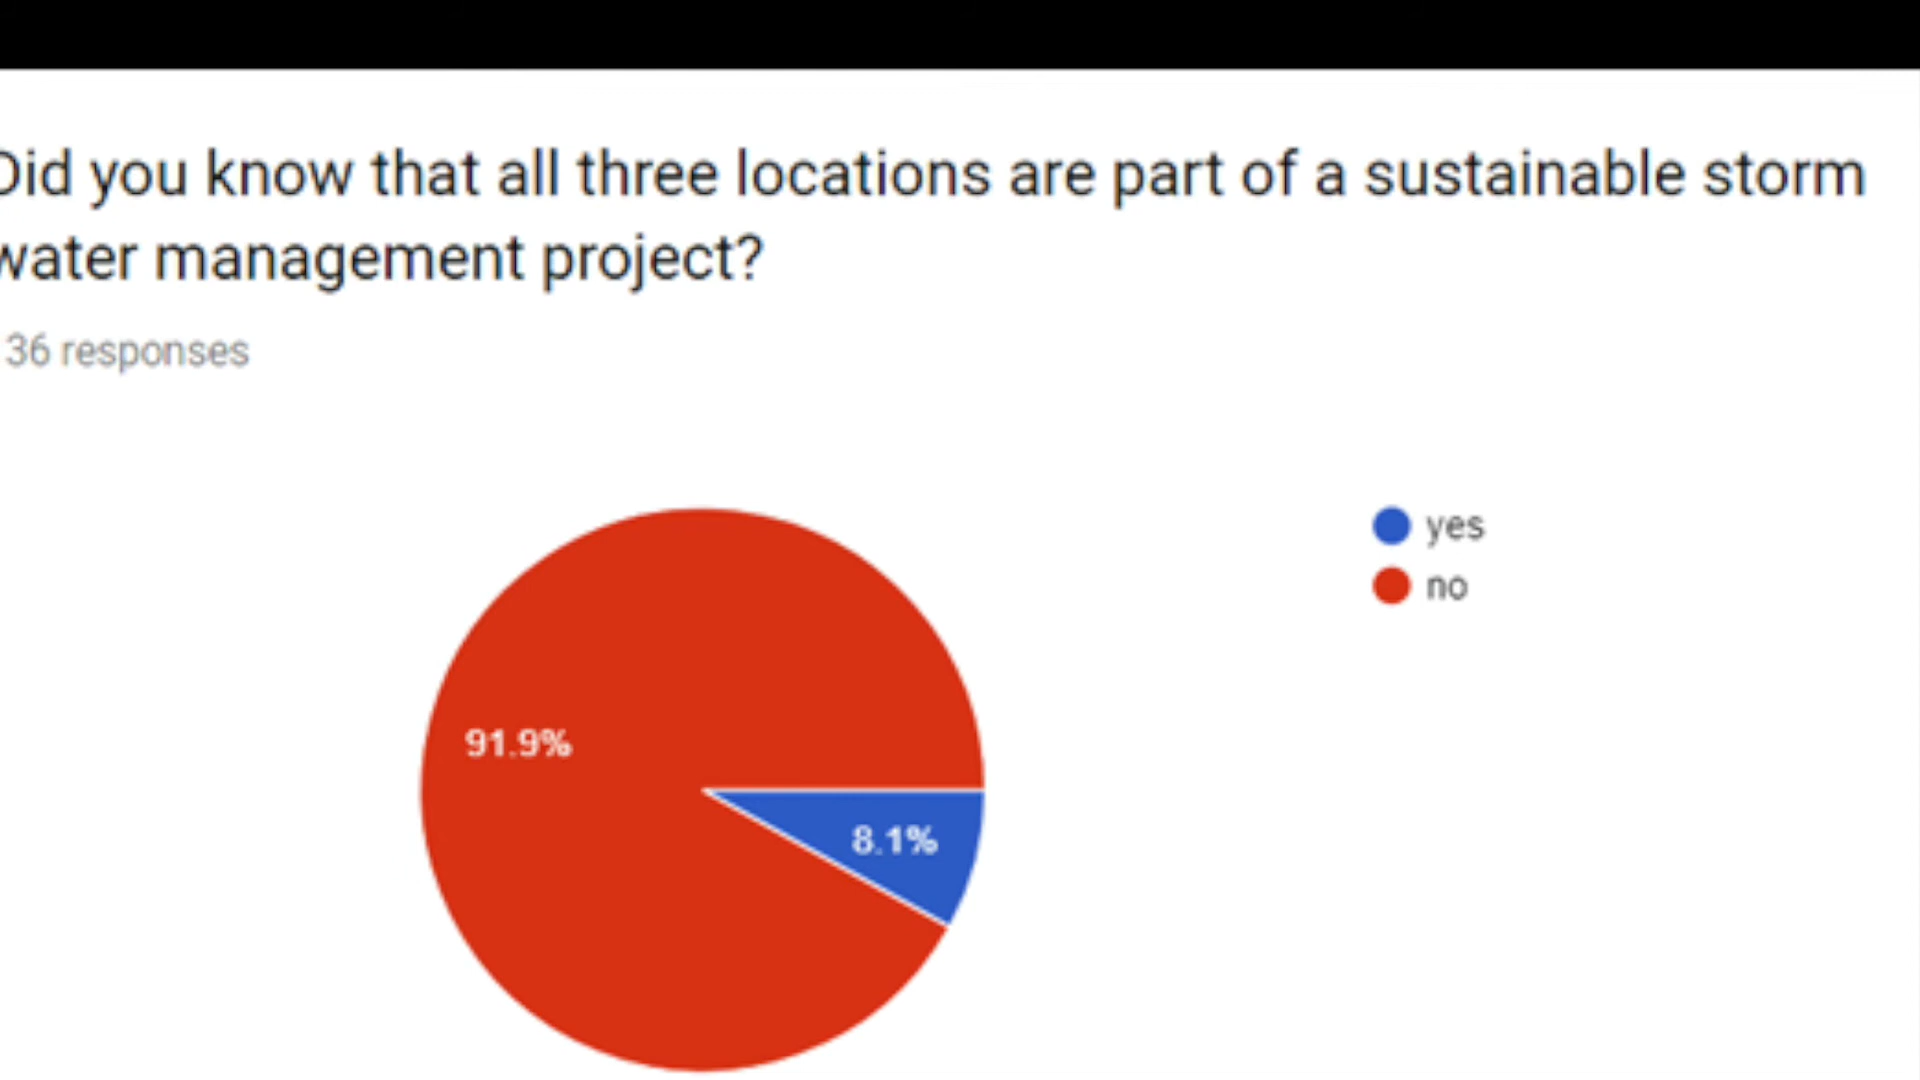 Did you know that all three locations are part of a sustainable storm
water management project?
36 responses
yes
no
91.9%
8.1%